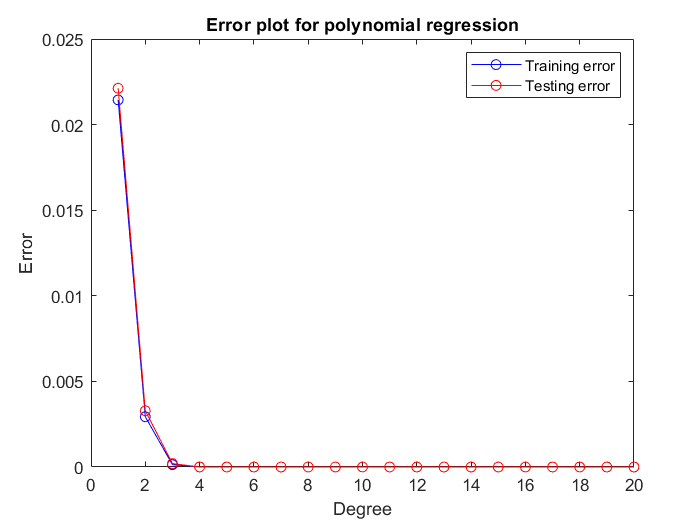 Error plot for polynomial regression
Training error
Testing error
Error
0.025
0.02
0.015
0.01
0.005
0
0 2 4 6 8 10 12 14 16 18 20
Degree